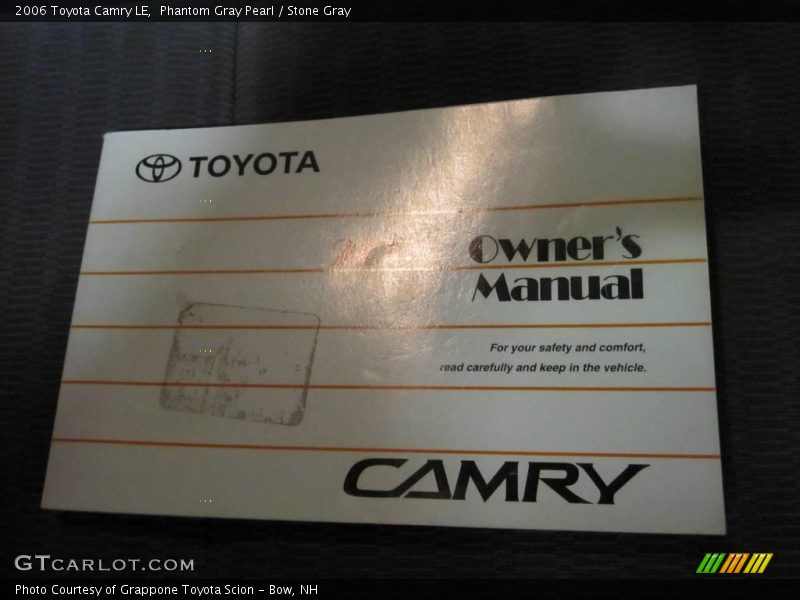 2006 Toyota Camry LE,  Phantom Gray Pearl / Stone Gray
TOYOTA
Owner's
Manual
For your safety and comfort,
read carefully and keep in the vehicle.
CAMRY
GTCARLOT.COM
Photo Courtesy of Grappone Toyota Scion – Bow, NH